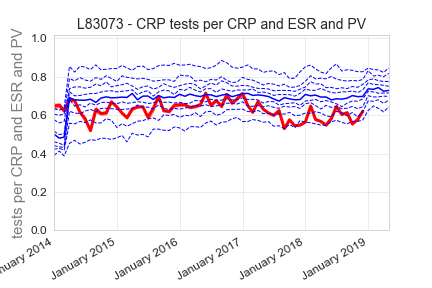 L83073 - CRP tests per CRP and ESR and PV
tests per CRP and ESR and PV
1.0
0.8
0.6
0.4
0.2
0.0
nuary 2014
January 2015
January 2016
January 2017
January 2018
January 2019